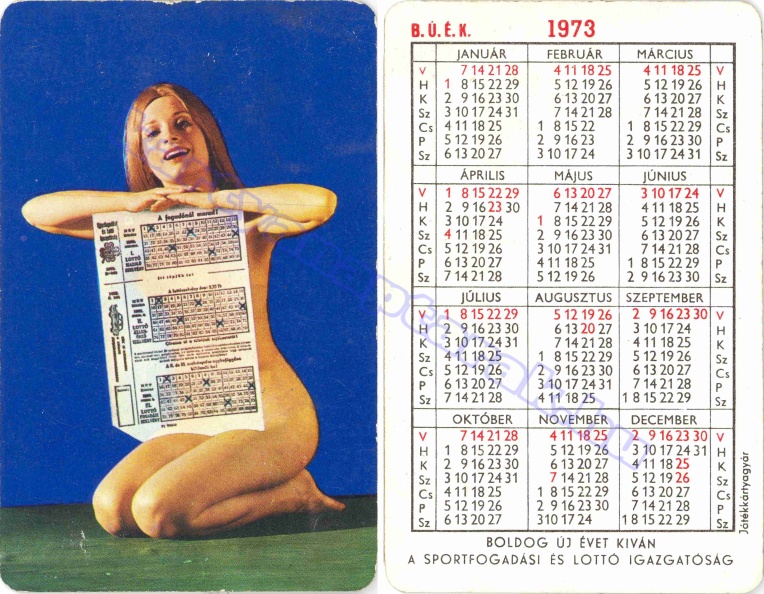 A fogadónál marad!
I.
LOTTÓ
II.
LOTTÓ
LOTTÓ
B. Ú. É. K. 1973
JANUÁR FEBRUÁR MÁRCIUS
V 7 14 21 28 4 11 18 25 4 11 18 25 V
H 1 8 15 22 29 5 12 19 26 5 12 19 26 H
K 2 9 16 23 30 6 13 20 27 6 13 20 27 K
Sz 3 10 17 24 31 7 14 21 28 7 14 21 28 Sz
Cs 4 11 18 25 1 8 15 22 1 8 15 22 29 Cs
P 5 12 19 26 2 9 16 23 2 9 16 23 30 P
Sz 6 13 20 27 3 10 17 24 3 10 17 24 31 Sz
ÁPRILIS MÁJUS JÚNIUS
V 1 8 15 22 29 6 13 20 27 3 10 17 24 V
H 2 9 16 23 30 7 14 21 28 4 11 18 25 H
K 3 10 17 24 1 8 15 22 29 5 12 19 26 K
Sz 4 11 18 25 2 9 16 23 30 6 13 20 27 Sz
Cs 5 12 19 26 3 10 17 24 31 7 14 21 28 Cs
P 6 13 20 27 4 11 18 25 1 8 15 22 29 P
Sz 7 14 21 28 5 12 19 26 2 9 16 23 30 Sz
JÚLIUS AUGUSZTUS SZEPTEMBER
V 1 8 15 22 29 5 12 19 26 2 9 16 23 30 V
H 2 9 16 23 30 6 13 20 27 3 10 17 24 H
K 3 10 17 24 31 7 14 21 28 4 11 18 25 K
Sz 4 11 18 25 1 8 15 22 29 5 12 19 26 Sz
Cs 5 12 19 26 2 9 16 23 30 6 13 20 27 Cs
P 6 13 20 27 3 10 17 24 31 7 14 21 28 P
Sz 7 14 21 28 4 11 18 25 1 8 15 22 29 Sz
OKTÓBER NOVEMBER DECEMBER
V 7 14 21 28 4 11 18 25 2 9 16 23 30 V
H 1 8 15 22 29 5 12 19 26 3 10 17 24 31 H
K 2 9 16 23 30 6 13 20 27 4 11 18 25 K
Sz 3 10 17 24 31 7 14 21 28 5 12 19 26 Sz
Cs 4 11 18 25 1 8 15 22 29 6 13 20 27 Cs
P 5 12 19 26 2 9 16 23 30 7 14 21 28 P
Sz 6 13 20 27 3 10 17 24 1 8 15 22 29 Sz
Játékkártyagyár
BOLDOG ÚJ ÉVET KIVÁN
A SPORTFOGADÁSI ÉS LOTTÓ IGAZGATÓSÁG